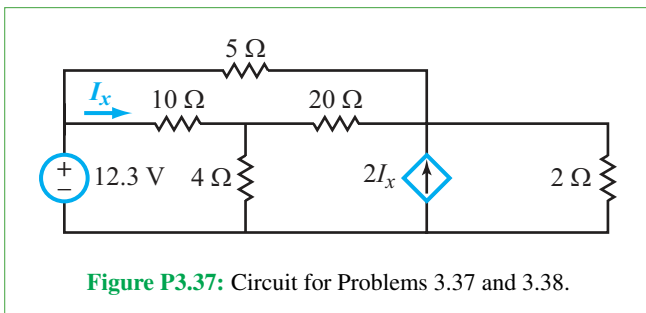 5 Ω
Iₓ 10 Ω 20 Ω
+
−
12.3 V 4 Ω 2Iₓ 2 Ω
Figure P3.37: Circuit for Problems 3.37 and 3.38.